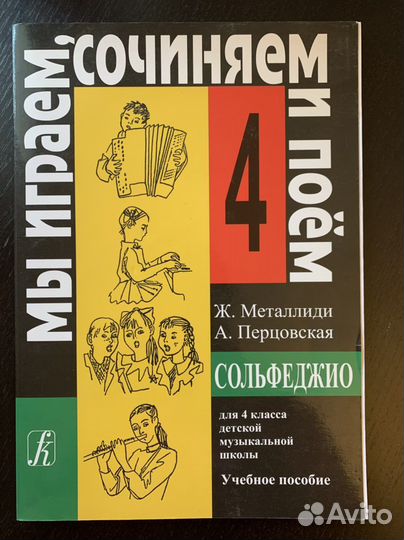 мы играем,
сочиняем
и поём
4
Ж. Металлиди
А. Перцовская
СОЛЬФЕДЖИО
для 4 класса
детской
музыкальной
школы
Учебное пособие
Avito